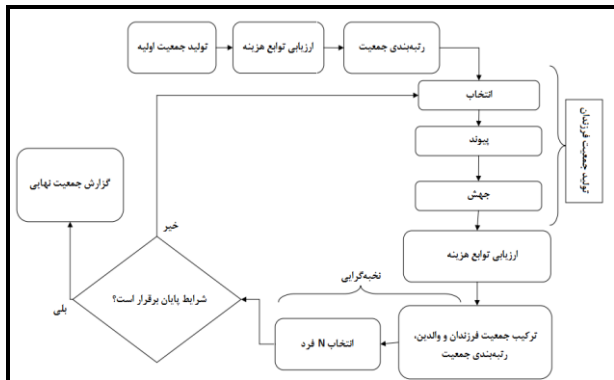 تولید جمعیت اولیه
ارزیابی توابع هزینه
رتبه‌بندی جمعیت
انتخاب
پیوند
جهش
تولید جمعیت فرزندان
ارزیابی توابع هزینه
ترکیب جمعیت فرزندان و والدین،
رتبه‌بندی جمعیت
نخبه‌گرایی
انتخاب N فرد
شرایط پایان برقرار است؟
خیر
بلی
گزارش جمعیت نهایی